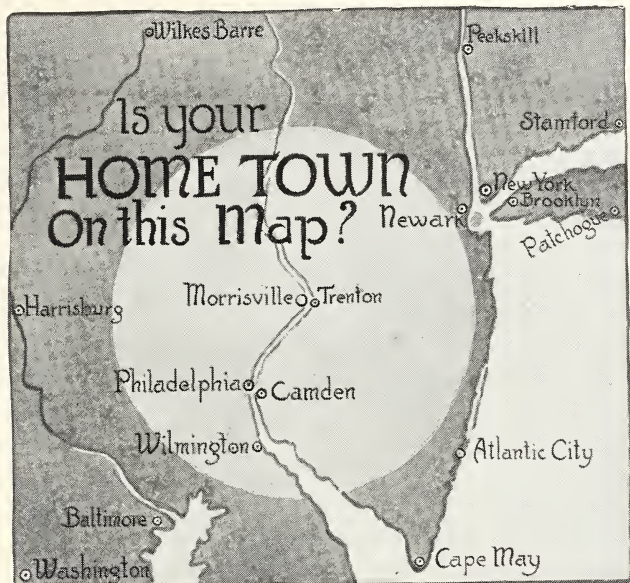 Wilkes Barre
Peekskill
Is your
HOME TOWN
On this Map?
Stamford
New York
Brooklyn
Newark
Patchogue
Harrisburg
Morrisville
Trenton
Philadelphia
Camden
Wilmington
Atlantic City
Baltimore
Cape May
Washington